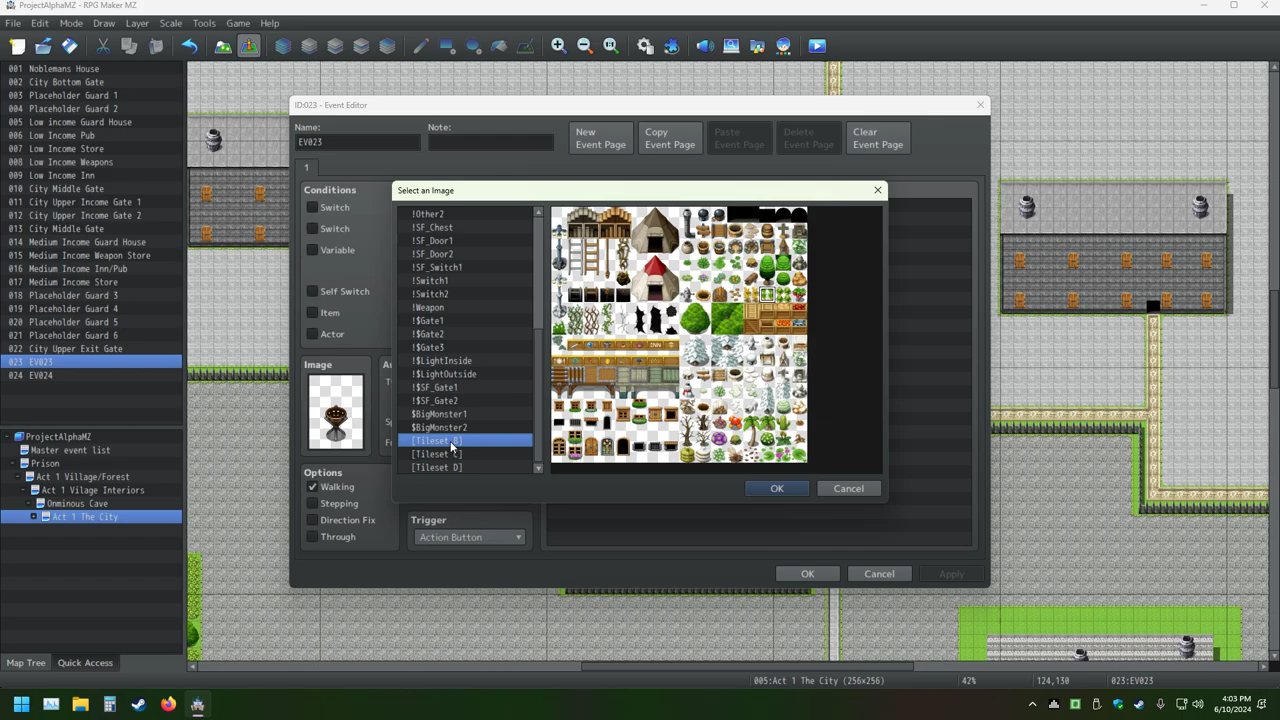 ProjectAlphaMZ - RPG Maker MZ
File Edit Mode Draw Layer Scale Tools Game Help
001 Noblemans House
002 City Bottom Gate
003 Placeholder Guard 1
004 Placeholder Guard 2
005 Low income Guard House
006 Low Income Pub
007 Low Income Store
008 Low Income Weapons
009 Low Income Inn
010 City Middle Gate
011 City Upper Income Gate 1
012 City Upper Income Gate 2
013 City Middle Gate
014 Medium Income Guard House
015 Medium Income Weapon Store
016 Medium Income Inn/Pub
017 Medium Income Store
018 Placeholder Guard 3
019 Placeholder Guard 4
020 Placeholder Guard 5
021 Placeholder Guard 6
022 City Upper Exit Gate
023 EV023
024 EV024
ProjectAlphaMZ
Master event list
Prison
Act 1 Village/Forest
Act 1 Vilage Interiors
Onminous Cave
Act 1 The City
Map Tree Quick Access
ID:023 - Event Editor
Name:
EV023
Note:
New Event Page
Copy Event Page
Paste Event Page
Delete Event Page
Clear Event Page
1
Conditions
Switch
Switch
Variable
Self Switch
Item
Actor
Image
Options
Walking
Stepping
Direction Fix
Through
Trigger
Action Button
OK Cancel Apply
Select an Image
!Other2
!SF_Chest
!SF_Door1
!SF_Door2
!SF_Switch1
!Switch1
!Switch2
!Weapon
!$Gate1
!$Gate2
!$Gate3
!$LightInside
!$LightOutside
!$SF_Gate1
!$SF_Gate2
$BigMonster1
$BigMonster2
[Tileset B]
[Tileset C]
[Tileset D]
INN
OK Cancel
005:Act 1 The City (256x256) 42% 124,130 023:EV023
4:03 PM
6/10/2024